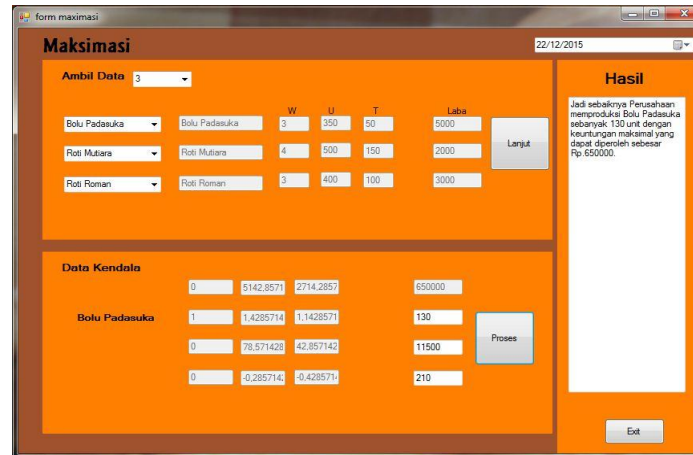 form maximasi
Maksimasi
22/12/2015
Ambil Data 3
W U T Laba
Bolu Padasuka Bolu Padasuka 3 350 50 5000
Roti Mutiara Roti Mutiara 4 500 150 2000
Roti Roman Roti Roman 3 400 100 3000
Lanjut
Data Kendala
0 5142,8571 2714,2857 650000
Bolu Padasuka 1 1,4285714 1,1428571 130
0 78,571428 42,857142 11500
0 -0,285714 -0,428571 210
Proses
Hasil
Jadi sebaiknya Perusahaan
memproduksi Bolu Padasuka
sebanyak 130 unit dengan
keuntungan maksimal yang
dapat diperoleh sebesar
Rp.650000.
Exit